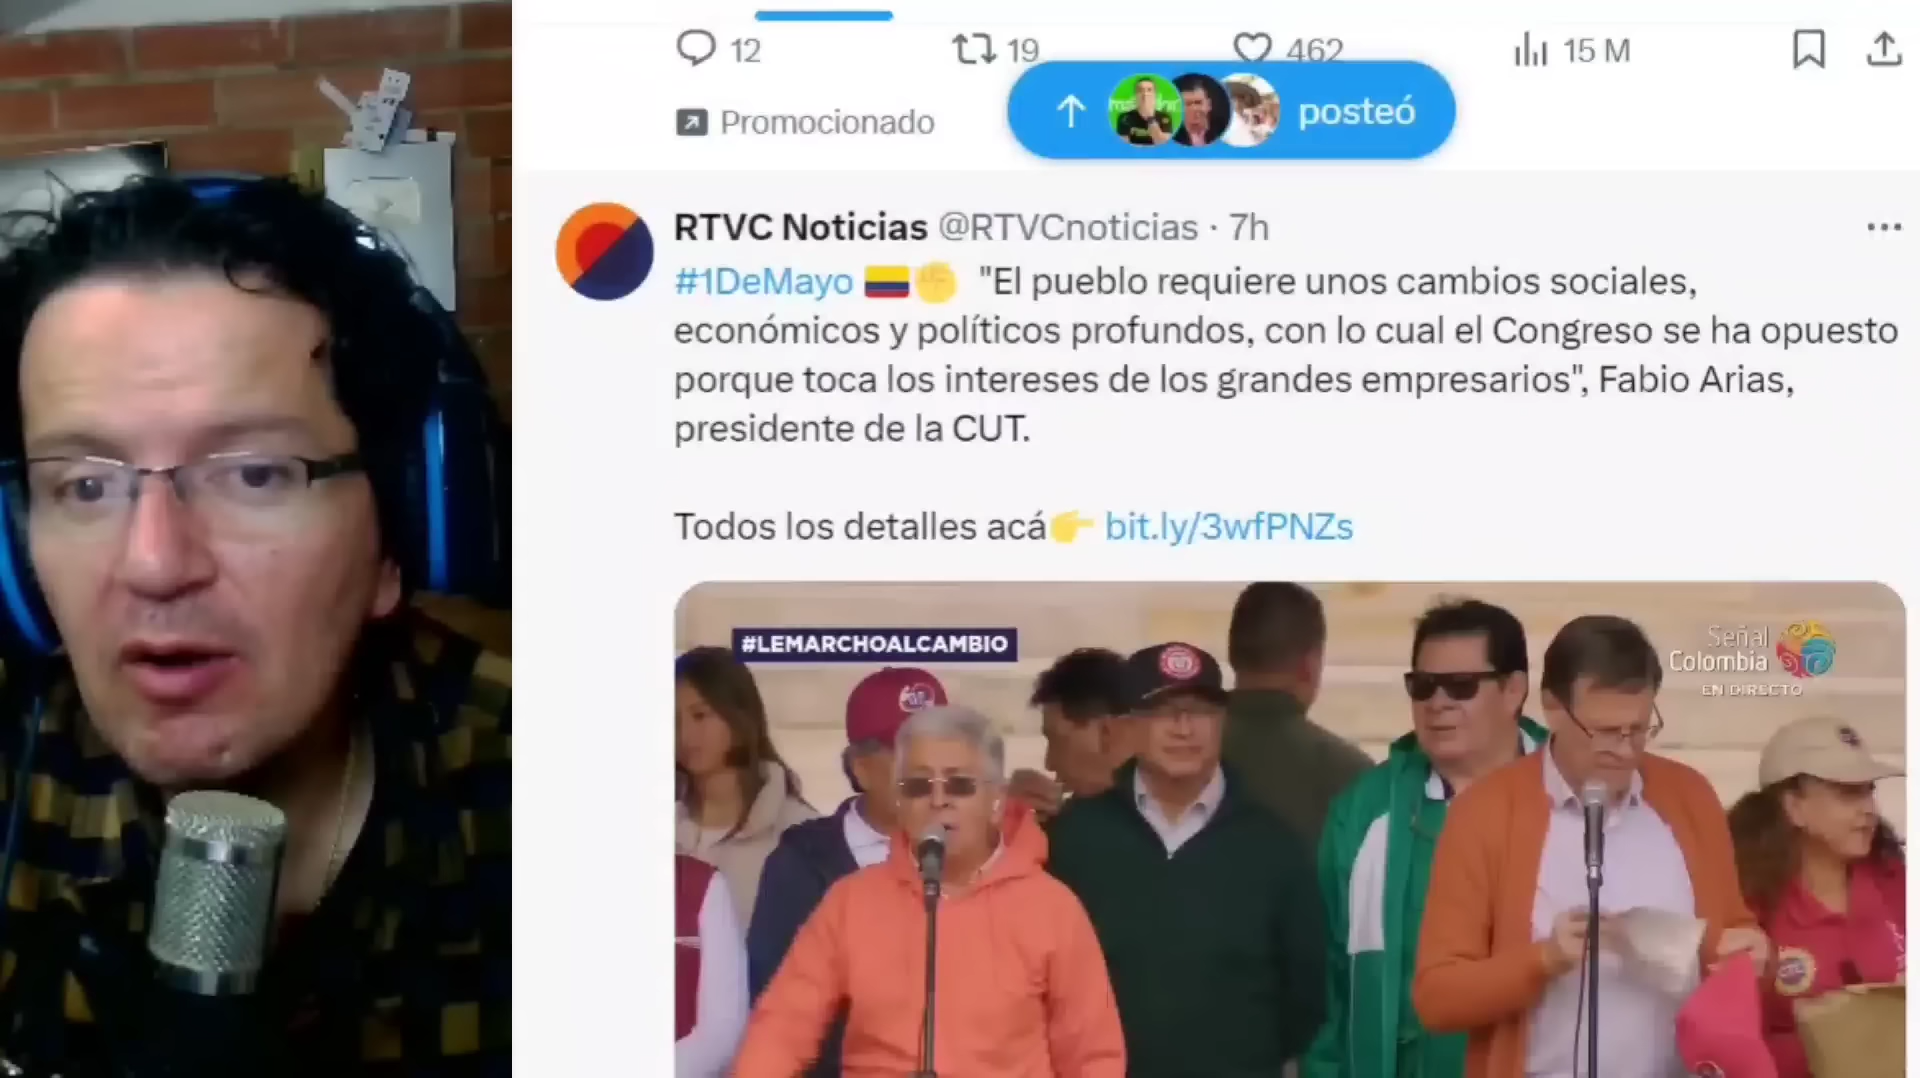 12
19
462
15 M
Promocionado
posteó
RTVC Noticias @RTVCnoticias · 7h
#1DeMayo 🇨🇴✊ "El pueblo requiere unos cambios sociales,
económicos y políticos profundos, con lo cual el Congreso se ha opuesto
porque toca los intereses de los grandes empresarios", Fabio Arias,
presidente de la CUT.
Todos los detalles acá👉 bit.ly/3wfPNZs
#LEMARCHOALCAMBIO
Señal
Colombia
EN DIRECTO